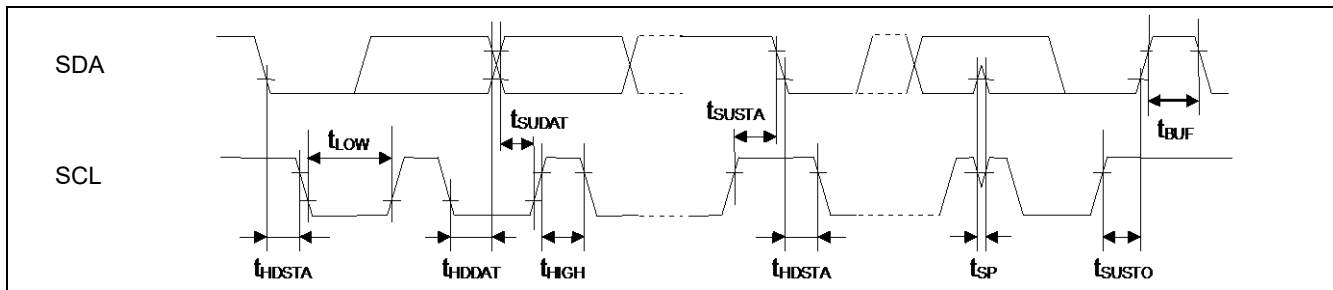 SDA
tSUDAT
tSUSTA
tBUF
tLOW
SCL
tHDSTA
tHDDAT
tHIGH
tHDSTA
tSP
tSUSTO